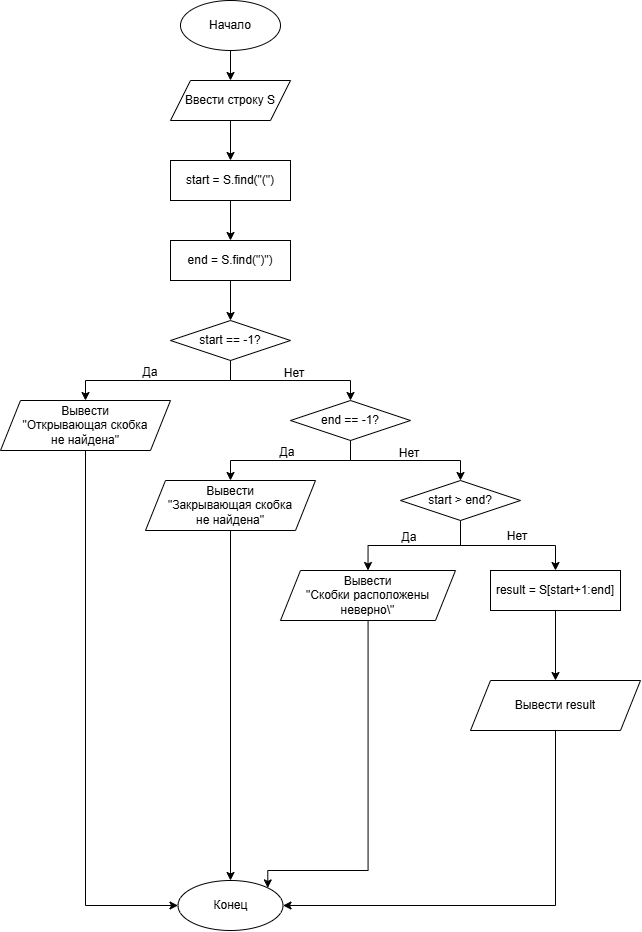 Начало
Ввести строку S
start = S.find("(")
end = S.find(")")
start == -1?
Да
Нет
Вывести
"Открывающая скобка
не найдена"
end == -1?
Да
Нет
Вывести
"Закрывающая скобка
не найдена"
start > end?
Да
Нет
Вывести
"Скобки расположены
неверно\"
result = S[start+1:end]
Вывести result
Конец